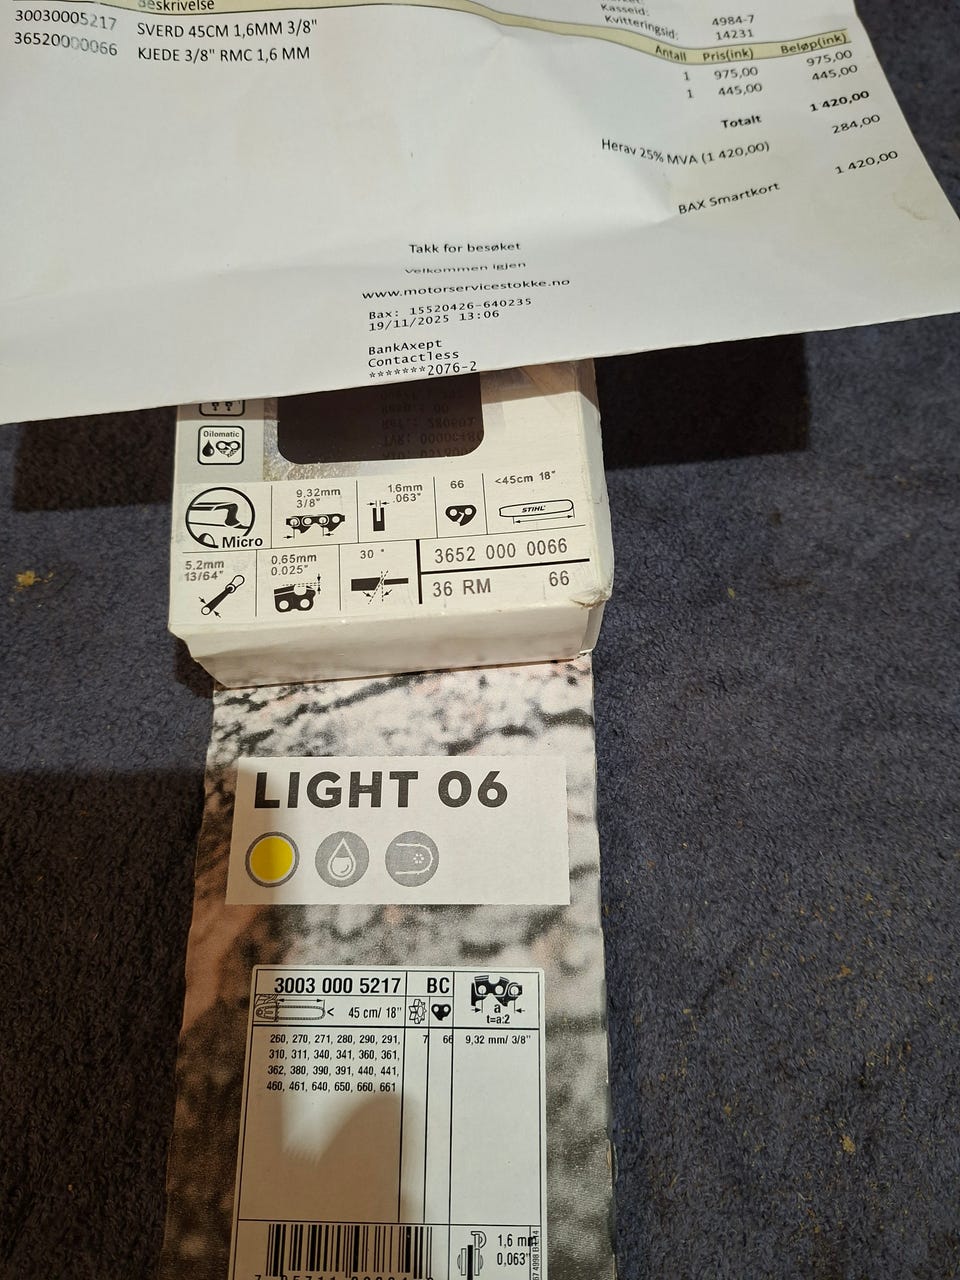 Beskrivelse
Kasseid: 4984-7
Kvitteringsid: 14231
Antall Pris(ink) Beløp(ink)
30030005217 SVERD 45CM 1,6MM 3/8" 1 975,00 975,00
36520000066 KJEDE 3/8" RMC 1,6 MM 1 445,00 445,00
Totalt 1 420,00
Herav 25% MVA (1 420,00) 284,00
BAX Smartkort 1 420,00
Takk for besøket
Velkommen igjen
www.motorservicestokke.no
Bax: 15520426-640235
19/11/2025 13:06
BankAxept
Contactless
*******2076-2
Oilomatic
Micro
9,32mm
3/8"
1.6mm
.063"
66
<45cm 18"
STIHL
5.2mm
13/64"
0.65mm
0.025"
30 °
3652 000 0066
36 RM 66
LIGHT 06
3003 000 5217 BC
< 45 cm/ 18"
a
t=a:2
260, 270, 271, 280, 290, 291,
310, 311, 340, 341, 360, 361,
362, 380, 390, 391, 440, 441,
460, 461, 640, 650, 660, 661
7 66 9,32 mm/ 3/8"
1,6 mm
0,063"